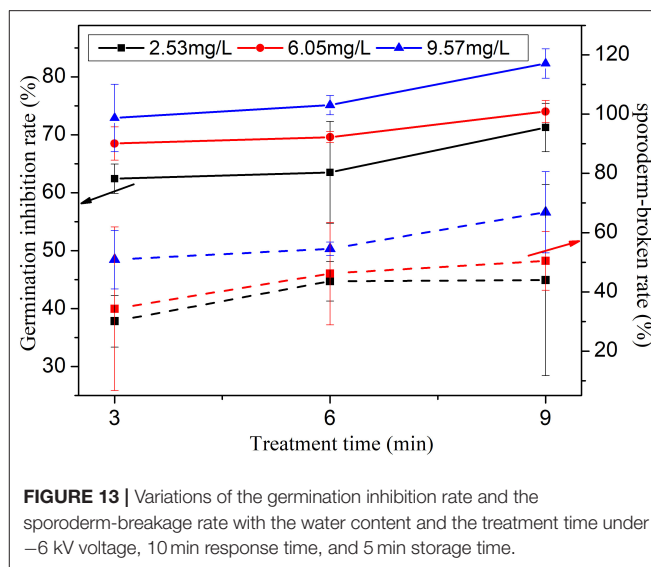 2.53mg/L 6.05mg/L 9.57mg/L
Germination inhibition rate (%)
80
70
60
50
40
30
120
100
80
60
40
20
sporoderm-broken rate (%)
3 6 9
Treatment time (min)
FIGURE 13 | Variations of the germination inhibition rate and the
sporoderm-breakage rate with the water content and the treatment time under
−6 kV voltage, 10 min response time, and 5 min storage time.